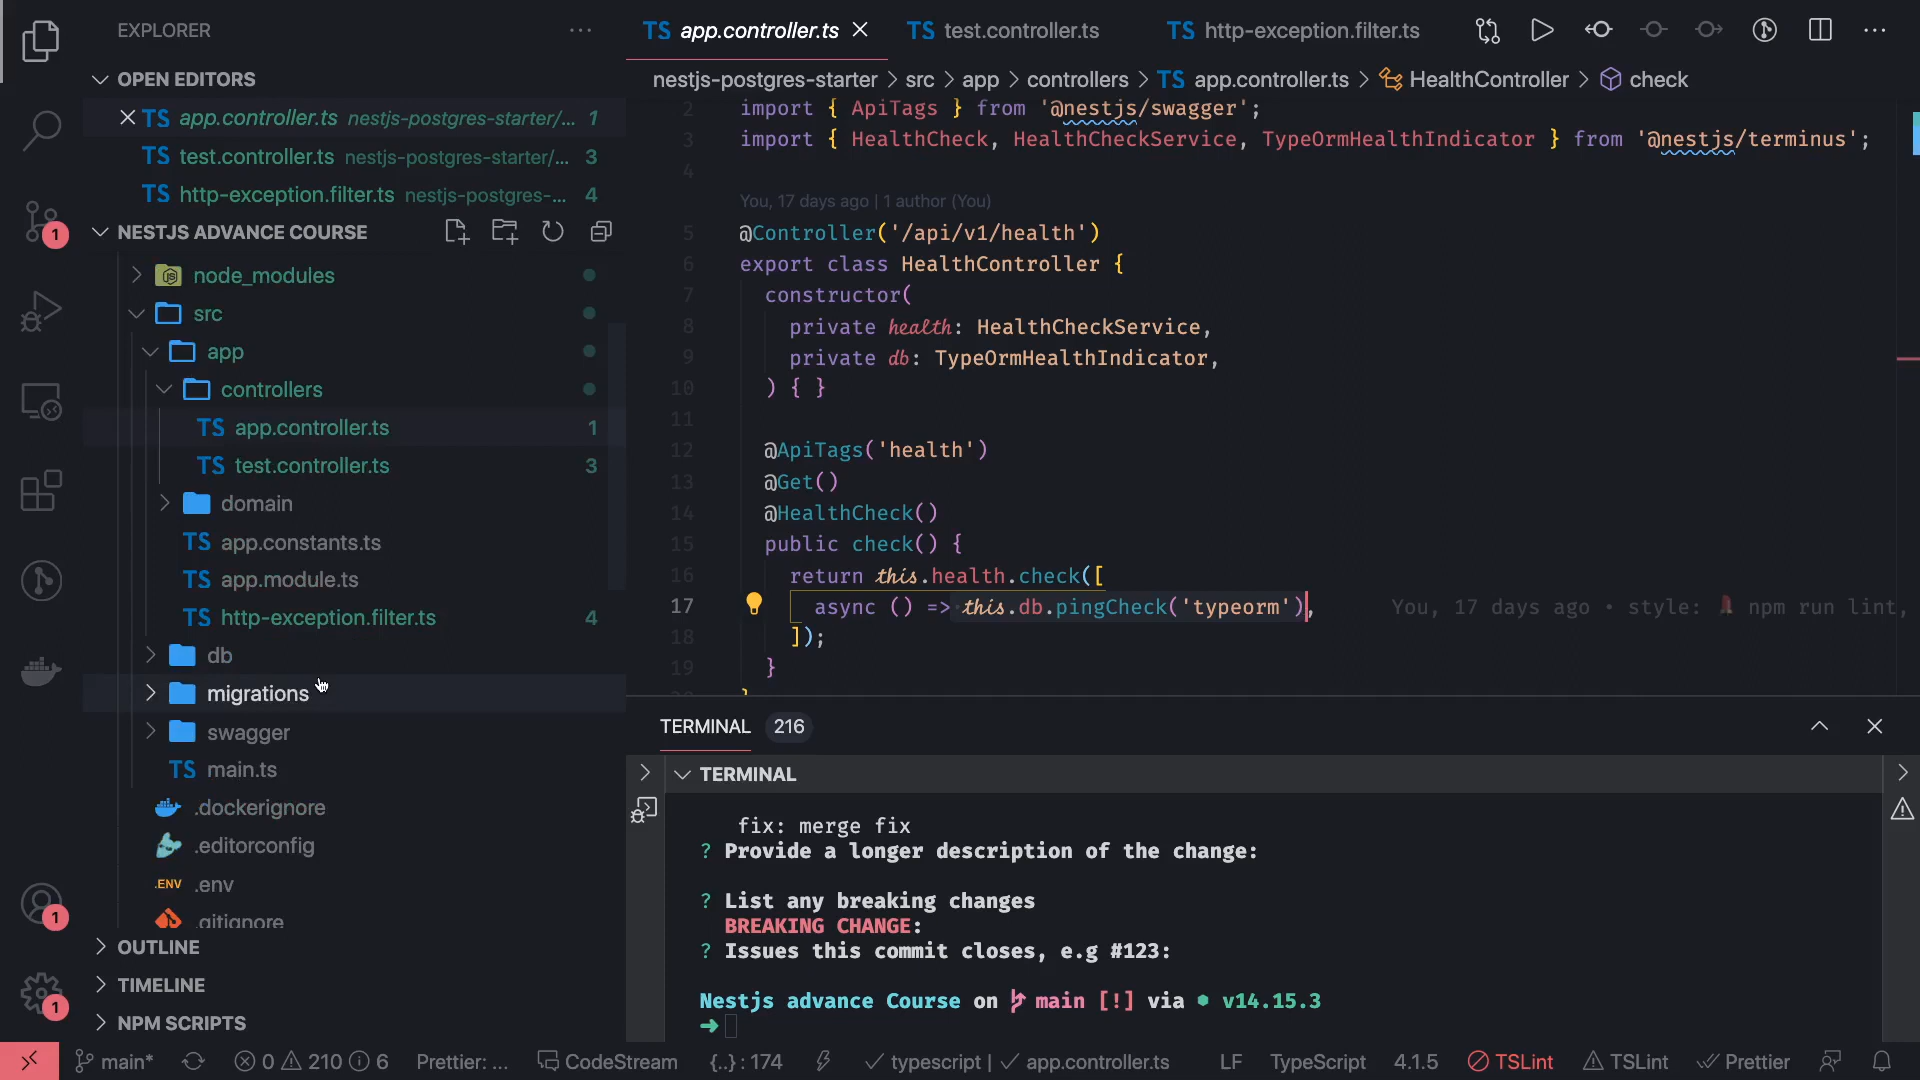 EXPLORER
OPEN EDITORS
TS app.controller.ts nestjs-postgres-starter/... 1
TS test.controller.ts nestjs-postgres-starter/... 3
TS http-exception.filter.ts nestjs-postgres-... 4
NESTJS ADVANCE COURSE
node_modules
src
app
controllers
TS app.controller.ts 1
TS test.controller.ts 3
domain
TS app.constants.ts
TS app.module.ts
TS http-exception.filter.ts 4
db
migrations
swagger
TS main.ts
.dockerignore
.editorconfig
.ENV .env
.gitignore
OUTLINE
TIMELINE
NPM SCRIPTS
1
1
1
TS app.controller.ts
TS test.controller.ts
TS http-exception.filter.ts
nestjs-postgres-starter > src > app > controllers > TS app.controller.ts > HealthController > check
2 import { ApiTags } from '@nestjs/swagger';
3 import { HealthCheck, HealthCheckService, TypeOrmHealthIndicator } from '@nestjs/terminus';
4
You, 17 days ago | 1 author (You)
5 @Controller('/api/v1/health')
6 export class HealthController {
7 constructor(
8 private health: HealthCheckService,
9 private db: TypeOrmHealthIndicator,
10 ) { }
11
12 @ApiTags('health')
13 @Get()
14 @HealthCheck()
15 public check() {
16 return this.health.check([
17 async () => this.db.pingCheck('typeorm'), You, 17 days ago • style: npm run lint,
18 ]);
19 }
20 }
TERMINAL 216
TERMINAL
fix: merge fix
? Provide a longer description of the change:
? List any breaking changes
BREAKING CHANGE:
? Issues this commit closes, e.g #123:
Nestjs advance Course on main [!] via v14.15.3
➜
main* 0 210 6 Prettier: ... CodeStream {..}: 174 typescript | app.controller.ts LF TypeScript 4.1.5 TSLint TSLint Prettier